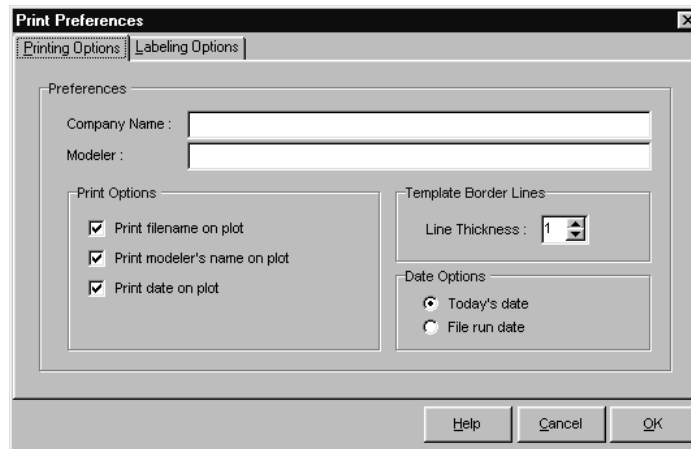 Print Preferences
Printing Options
Labeling Options
Preferences
Company Name :
Modeler :
Print Options
Print filename on plot
Print modeler's name on plot
Print date on plot
Template Border Lines
Line Thickness : 1
Date Options
Today's date
File run date
Help
Cancel
OK